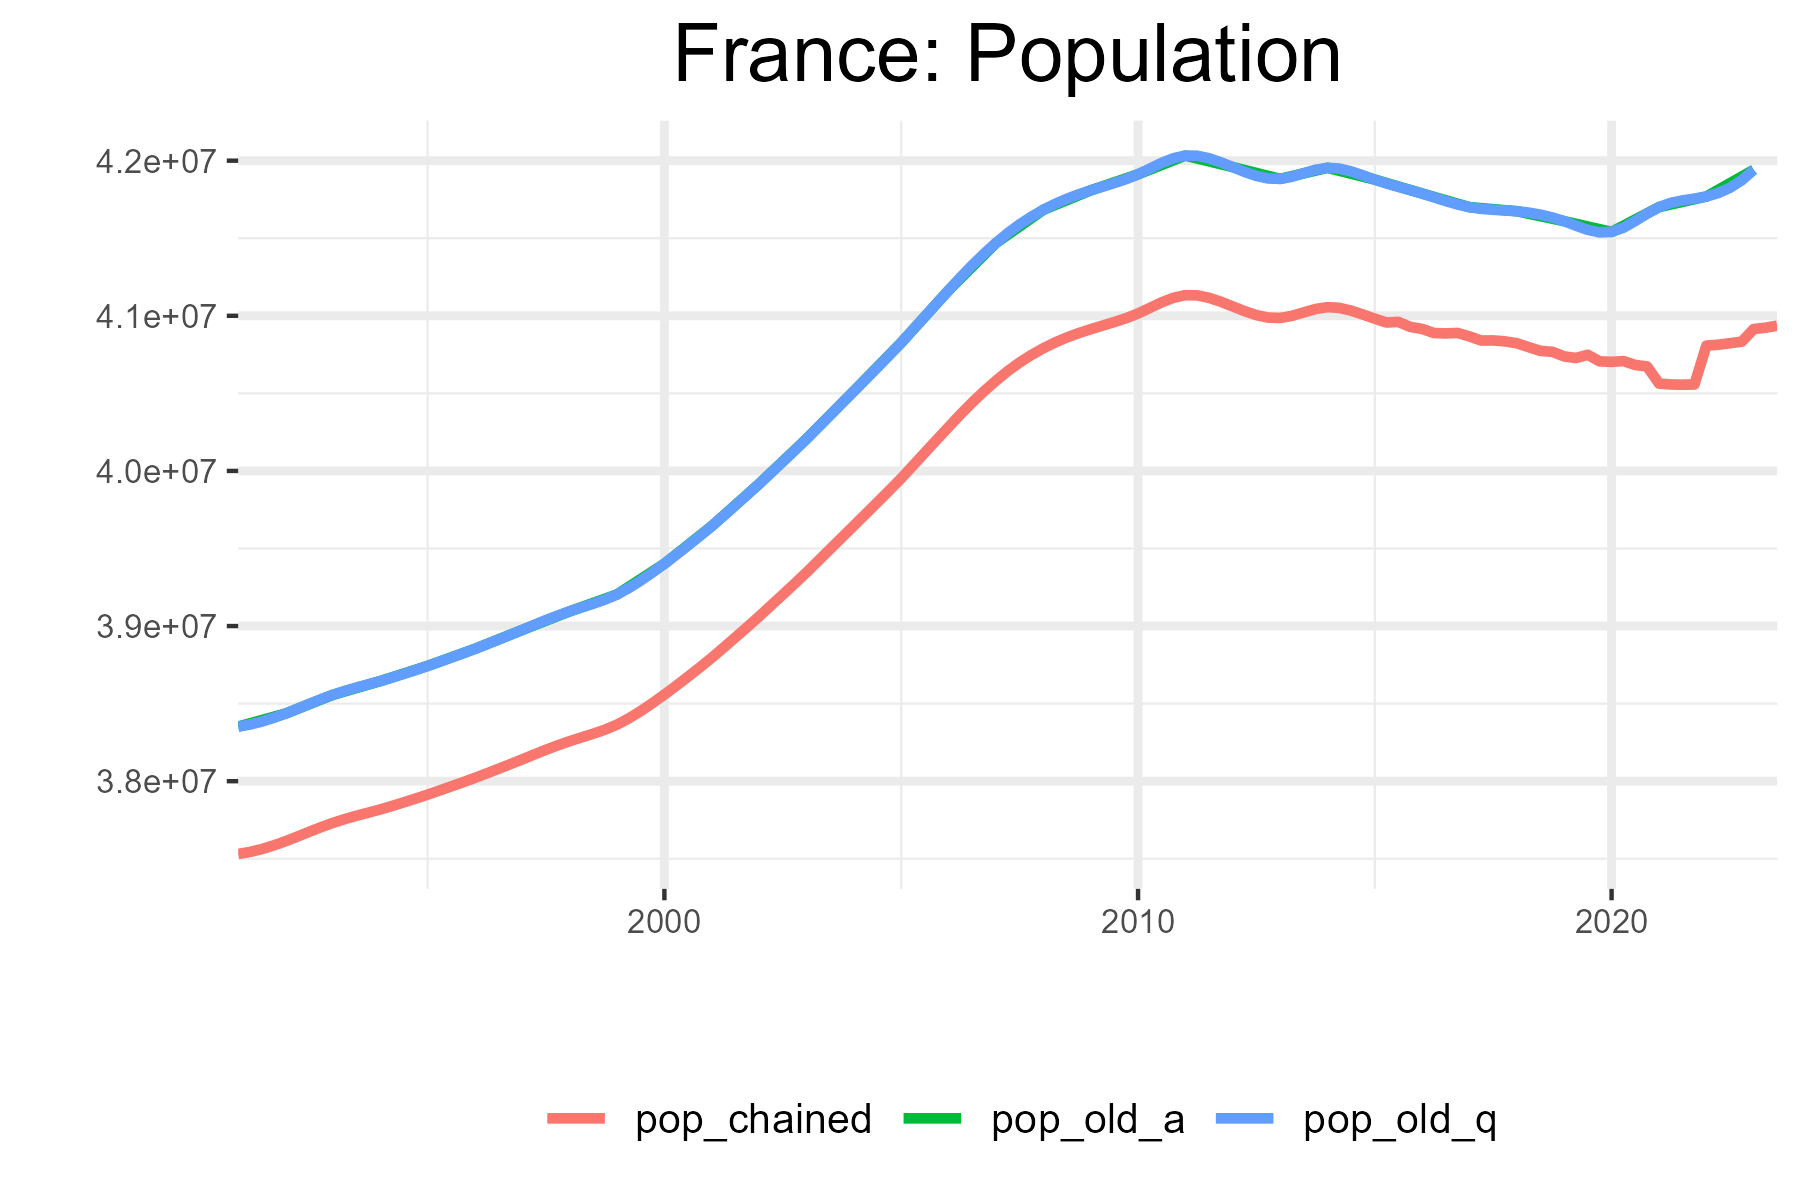 France: Population
4.2e+07
4.1e+07
4.0e+07
3.9e+07
3.8e+07
2000 2010 2020
pop_chained pop_old_a pop_old_q